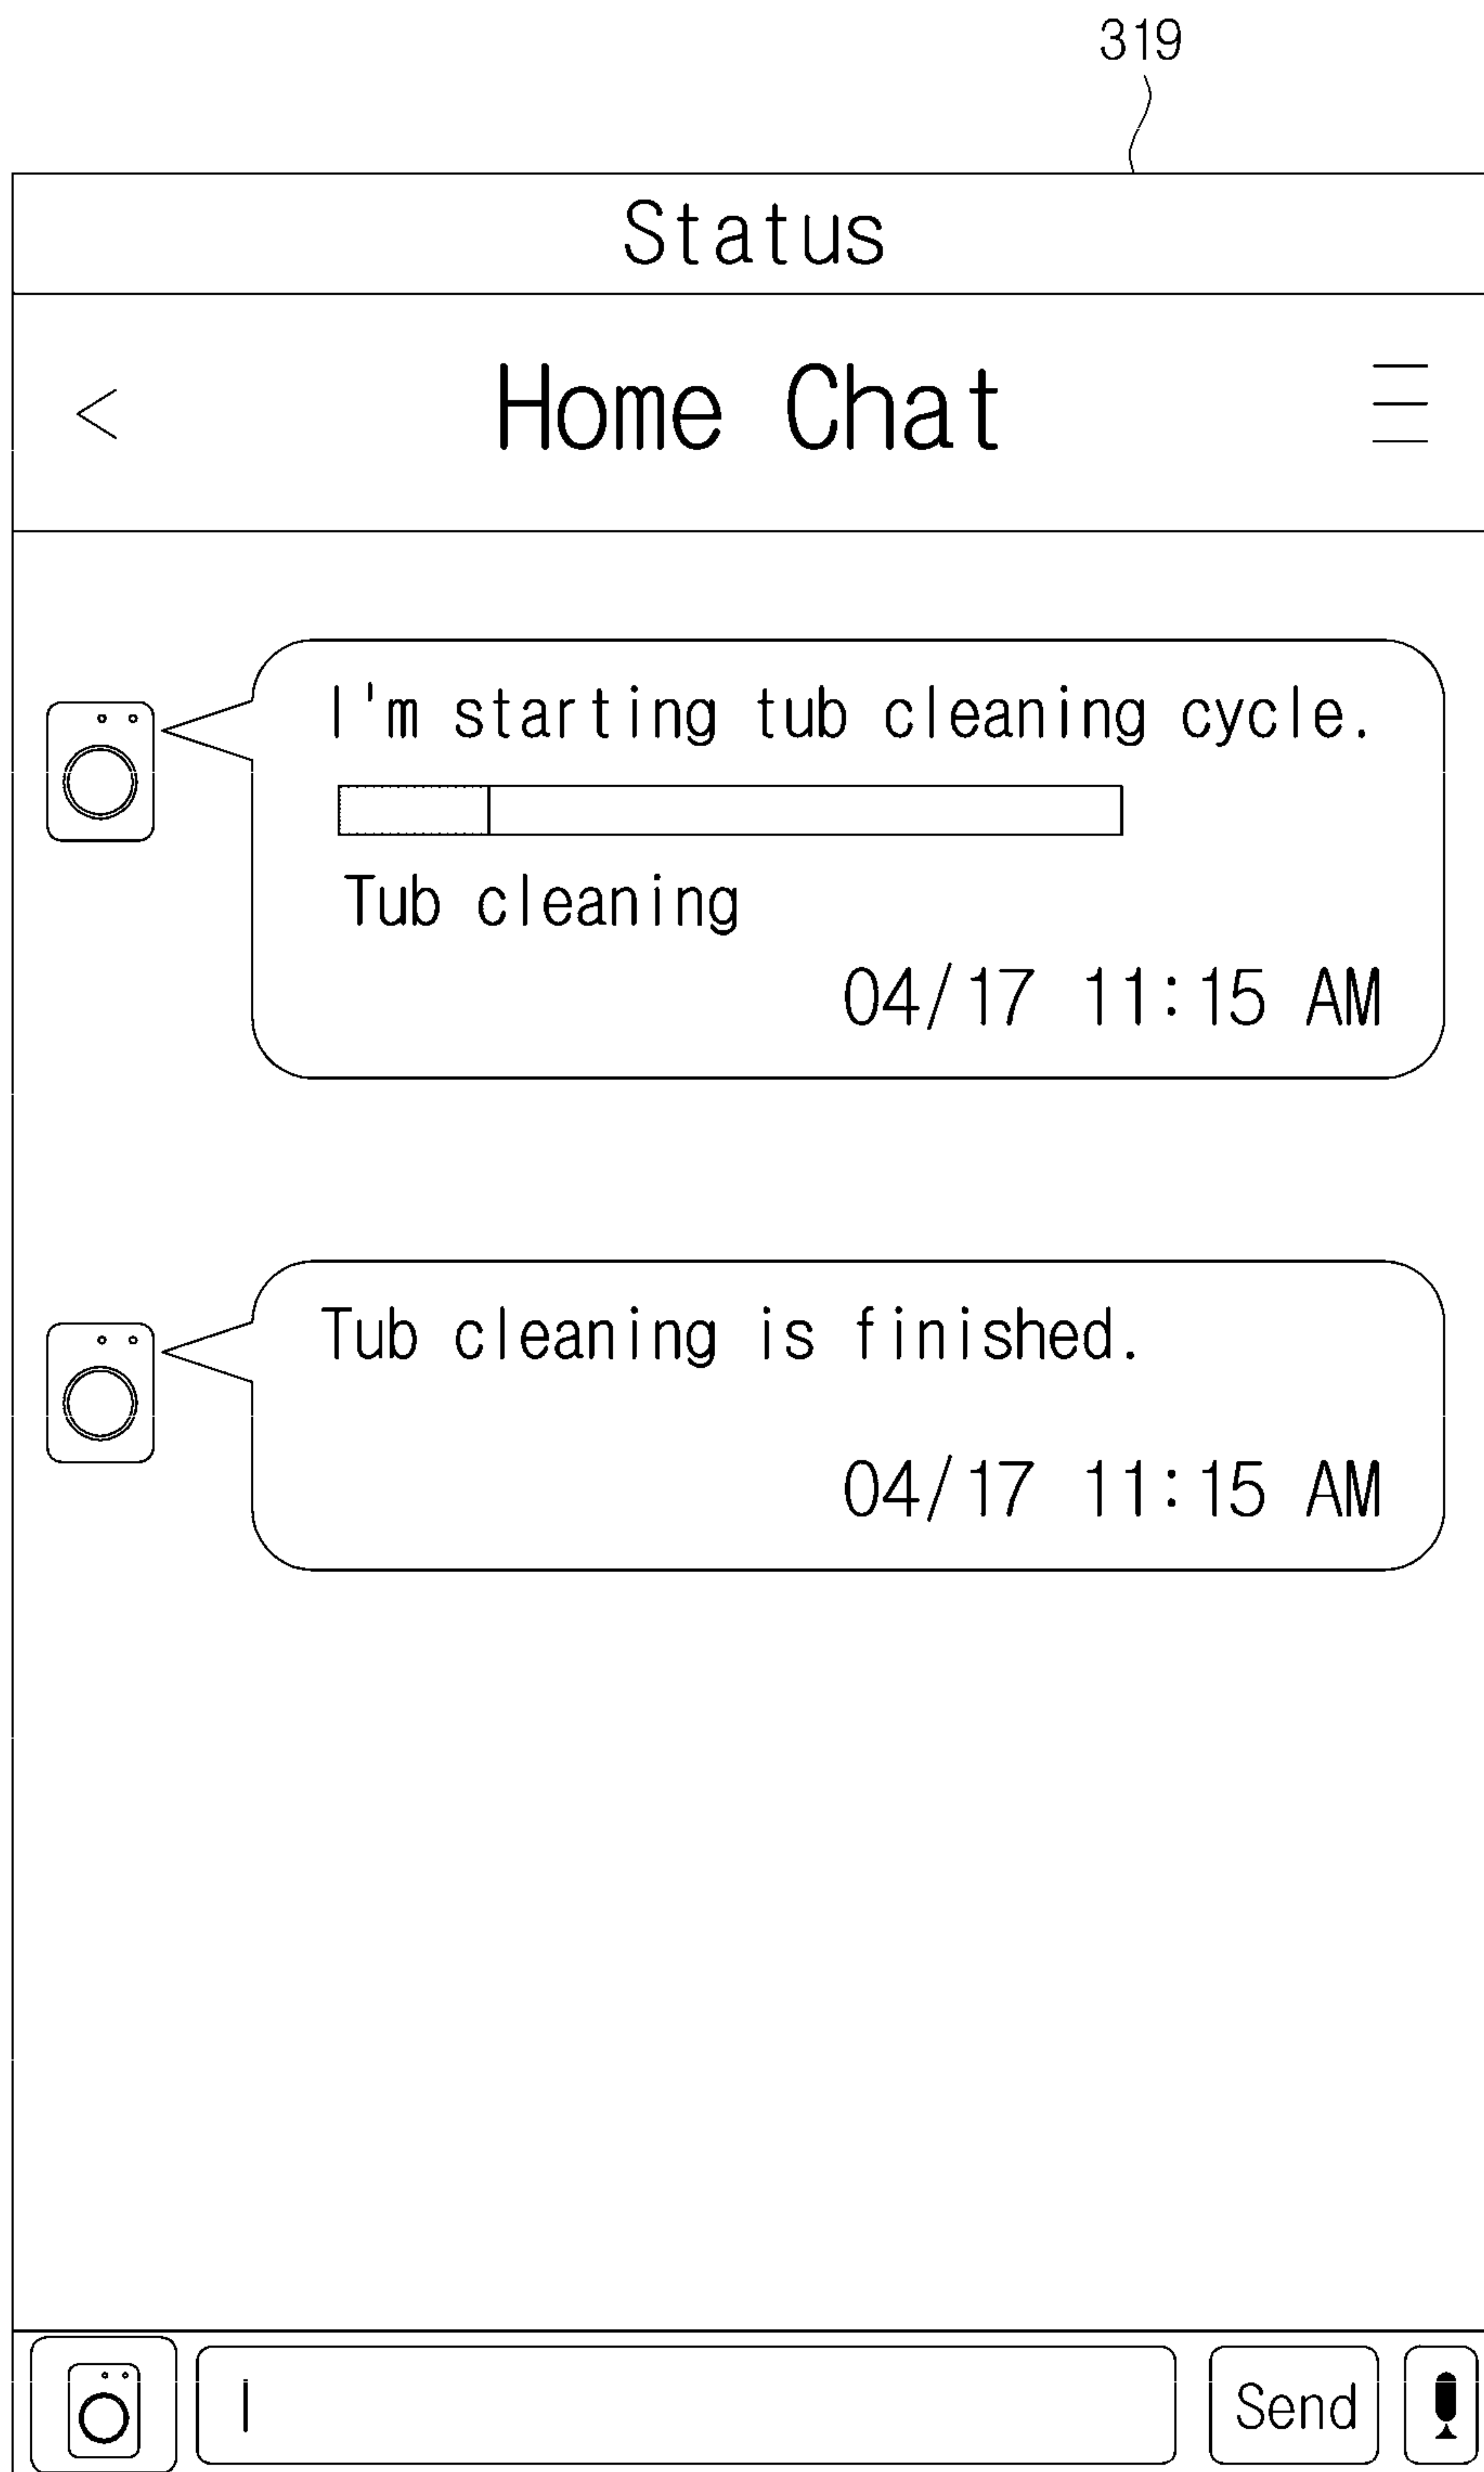 319
Status
< Home Chat
I'm starting tub cleaning cycle.
Tub cleaning
04/17 11:15 AM
Tub cleaning is finished.
04/17 11:15 AM
Send